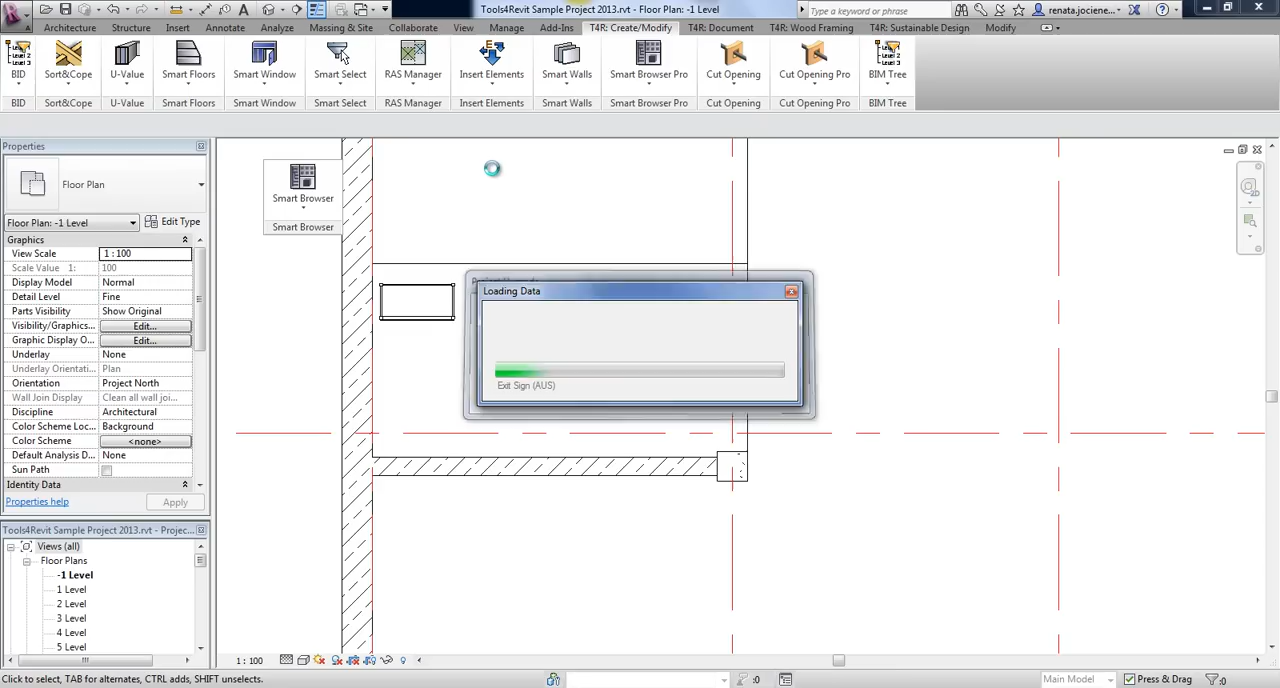 Tools4Revit Sample Project 2013.rvt - Floor Plan: -1 Level
Type a keyword or phrase
renata.jociene...
Architecture Structure Insert Annotate Analyze Massing & Site Collaborate View Manage Add-Ins T4R: Create/Modify T4R: Document T4R: Wood Framing T4R: Sustainable Design Modify
BID Sort&Cope U-Value Smart Floors Smart Window Smart Select RAS Manager Insert Elements Smart Walls Smart Browser Pro Cut Opening Cut Opening Pro BIM Tree
BID Sort&Cope U-Value Smart Floors Smart Window Smart Select RAS Manager Insert Elements Smart Walls Smart Browser Pro Cut Opening Cut Opening Pro BIM Tree
Properties
Floor Plan
Floor Plan: -1 Level Edit Type
Graphics
View Scale 1 : 100
Scale Value 1: 100
Display Model Normal
Detail Level Fine
Parts Visibility Show Original
Visibility/Graphics... Edit...
Graphic Display O... Edit...
Underlay None
Underlay Orientati... Plan
Orientation Project North
Wall Join Display Clean all wall joi...
Discipline Architectural
Color Scheme Loc... Background
Color Scheme <none>
Default Analysis D... None
Sun Path
Identity Data
Properties help Apply
Tools4Revit Sample Project 2013.rvt - Projec...
Views (all)
Floor Plans
-1 Level
1 Level
2 Level
3 Level
4 Level
5 Level
Smart Browser
Smart Browser
Loading Data
Exit Sign (AUS)
1 : 100
Click to select, TAB for alternates, CTRL adds, SHIFT unselects.
:0
Main Model
Press & Drag
:0